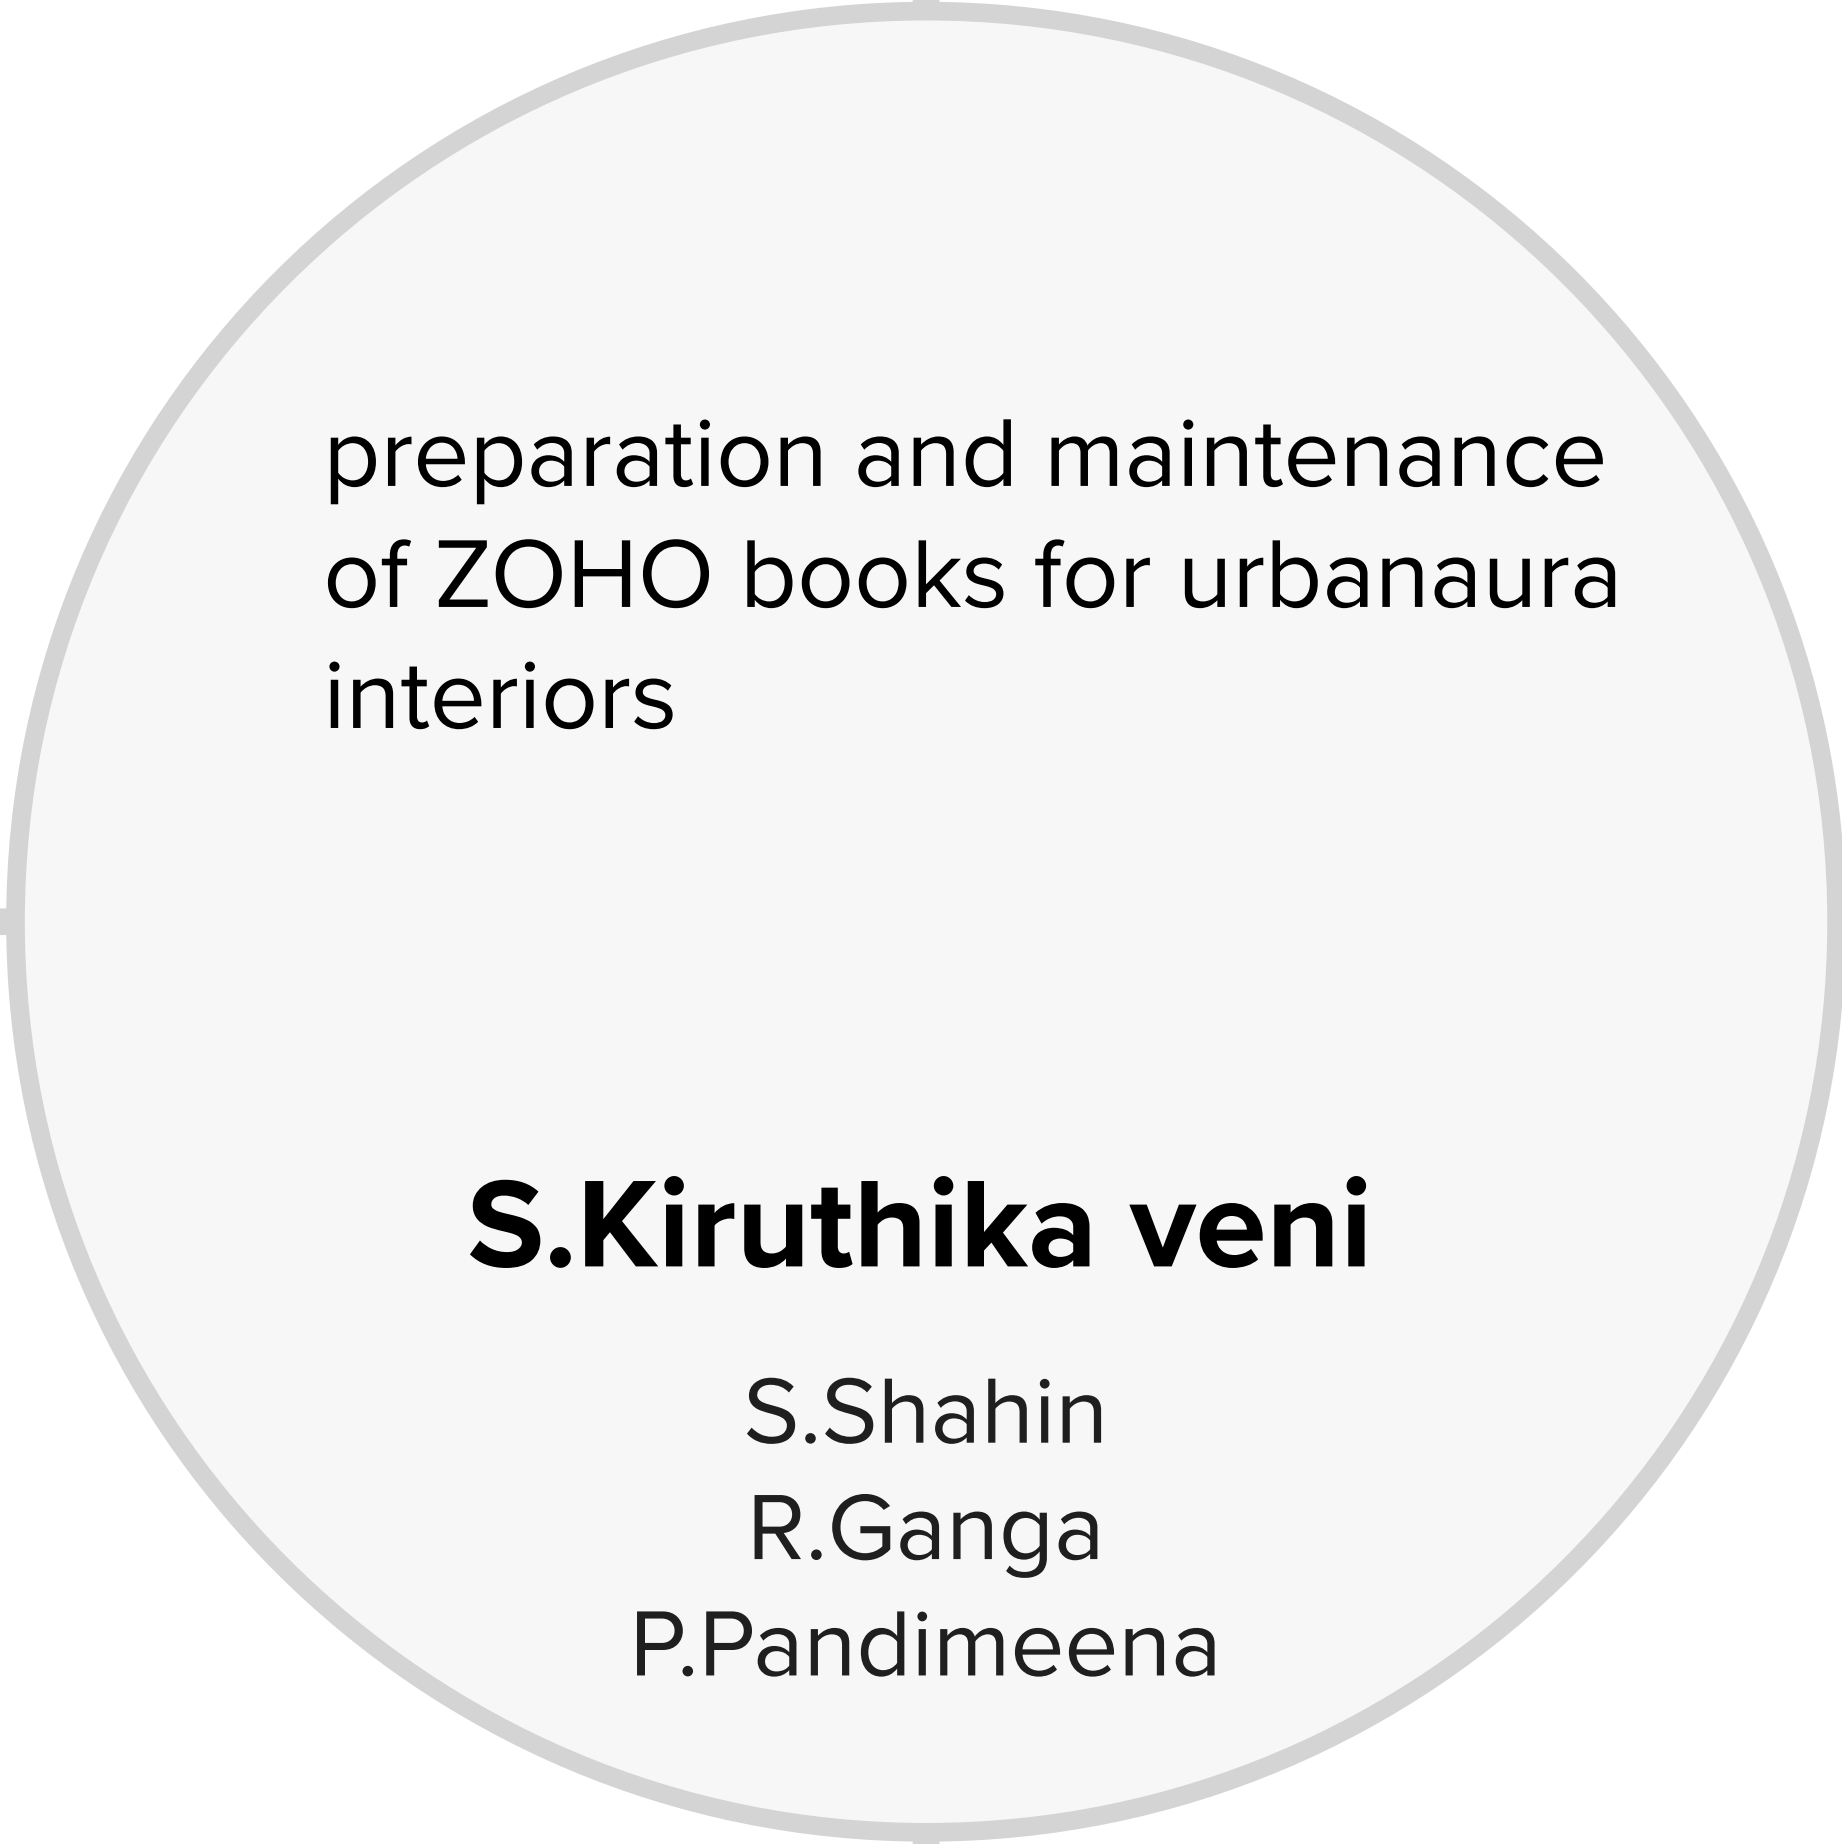 preparation and maintenance
of ZOHO books for urbanaura
interiors
S.Kiruthika veni
S.Shahin
R.Ganga
P.Pandimeena